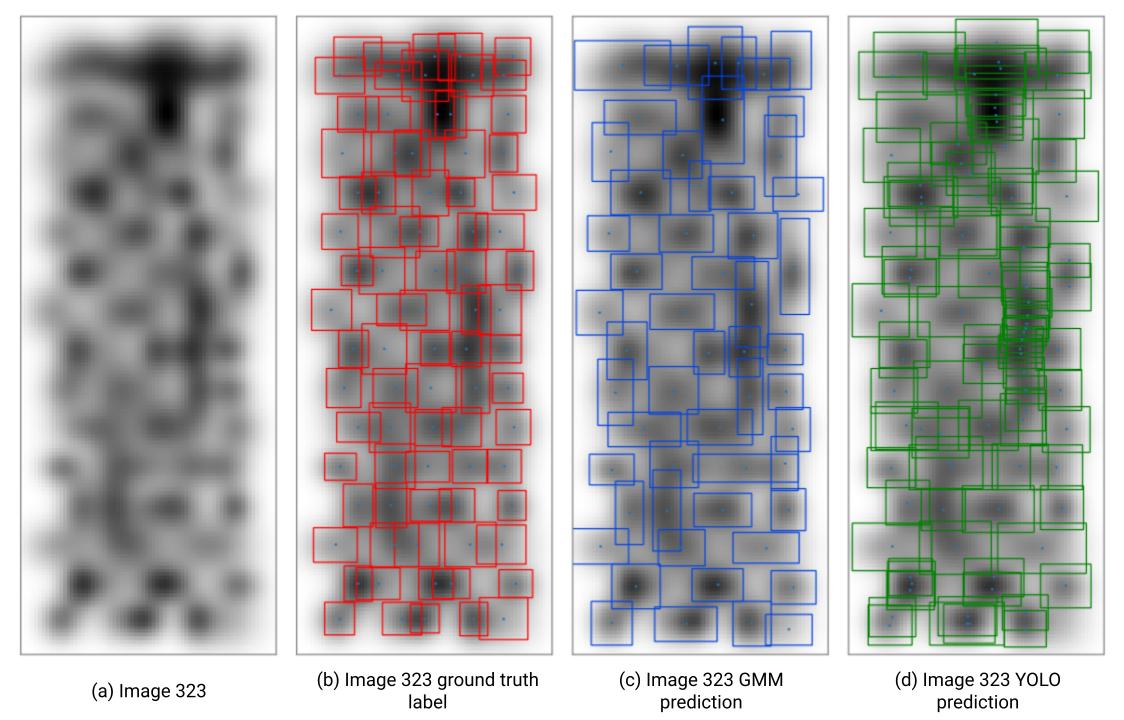 (a) Image 323
(b) Image 323 ground truth
label
(c) Image 323 GMM
prediction
(d) Image 323 YOLO
prediction